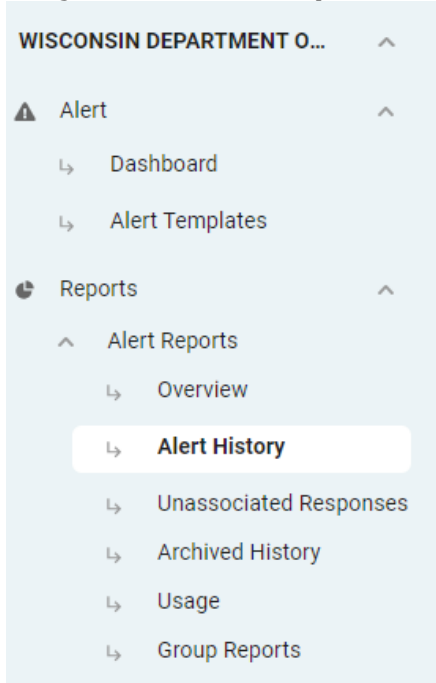 WISCONSIN DEPARTMENT O...
Alert
Dashboard
Alert Templates
Reports
Alert Reports
Overview
Alert History
Unassociated Responses
Archived History
Usage
Group Reports